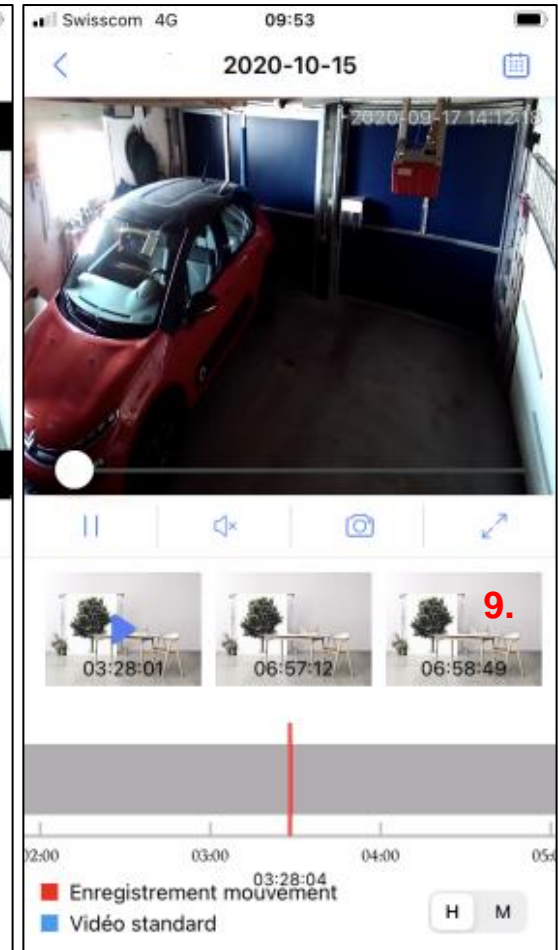 Swisscom 4G 09:53
2020-10-15
2020-09-17 14:12:18
9.
03:28:01 06:57:12 06:58:49
02:00 03:00 04:00
03:28:04
Enregistrement mouvement
Vidéo standard
H M